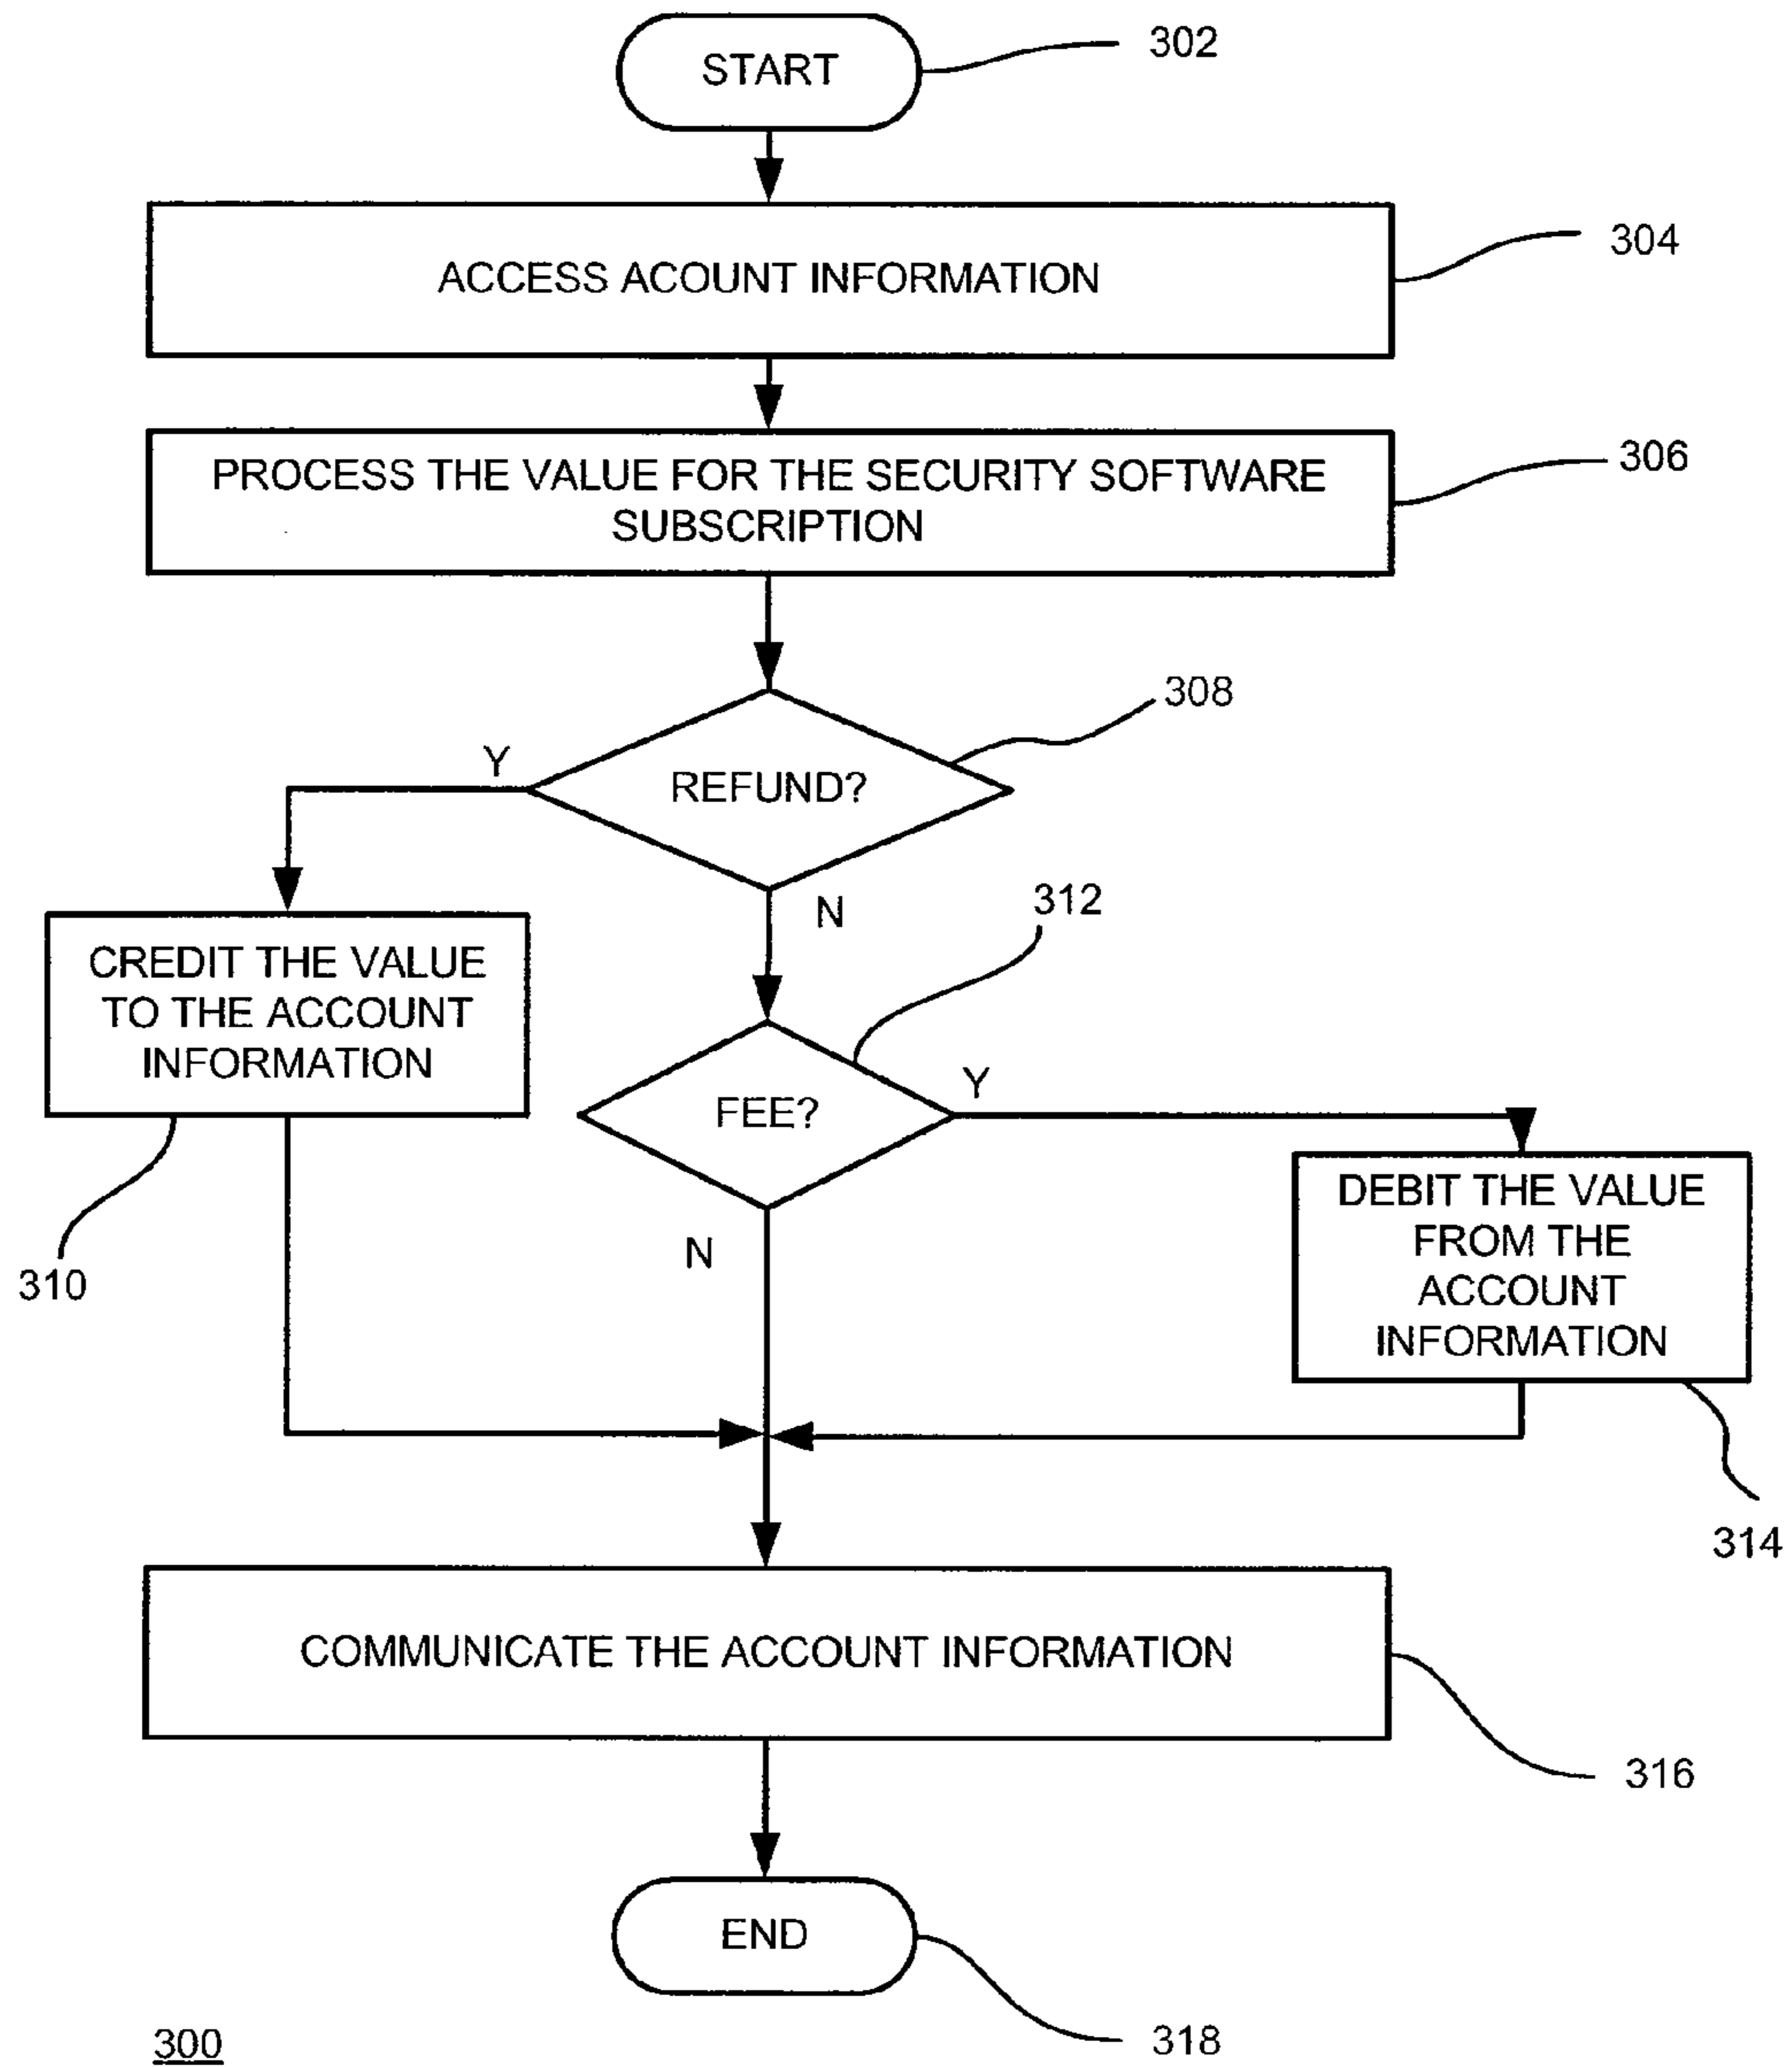 START
302
ACCESS ACOUNT INFORMATION
304
PROCESS THE VALUE FOR THE SECURITY SOFTWARE
SUBSCRIPTION
306
REFUND?
308
Y
N
CREDIT THE VALUE
TO THE ACCOUNT
INFORMATION
310
312
FEE?
Y
N
DEBIT THE VALUE
FROM THE
ACCOUNT
INFORMATION
314
COMMUNICATE THE ACCOUNT INFORMATION
316
END
318
300